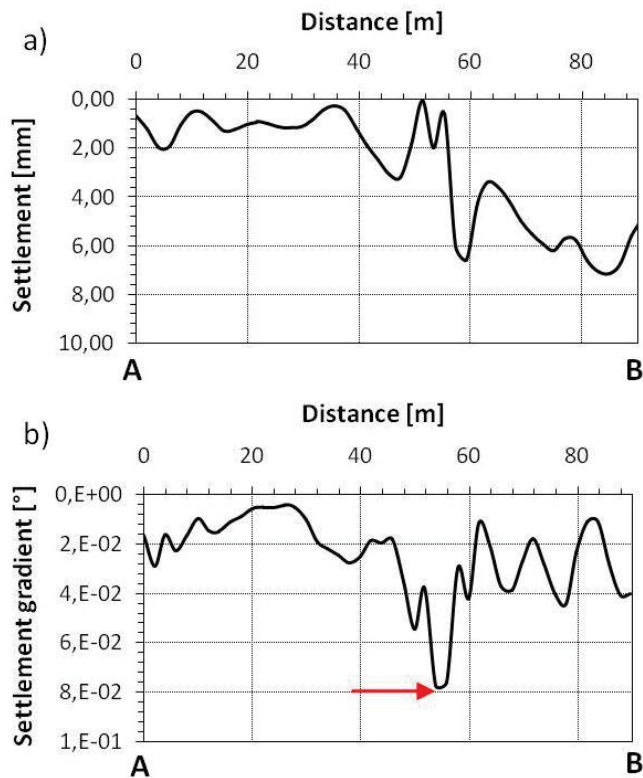 a)
Distance [m]
0 20 40 60 80
Settlement [mm]
0,00
2,00
4,00
6,00
8,00
10,00
A B
b)
Distance [m]
0 20 40 60 80
Settlement gradient [°]
0,E+00
2,E-02
4,E-02
6,E-02
8,E-02
1,E-01
A B